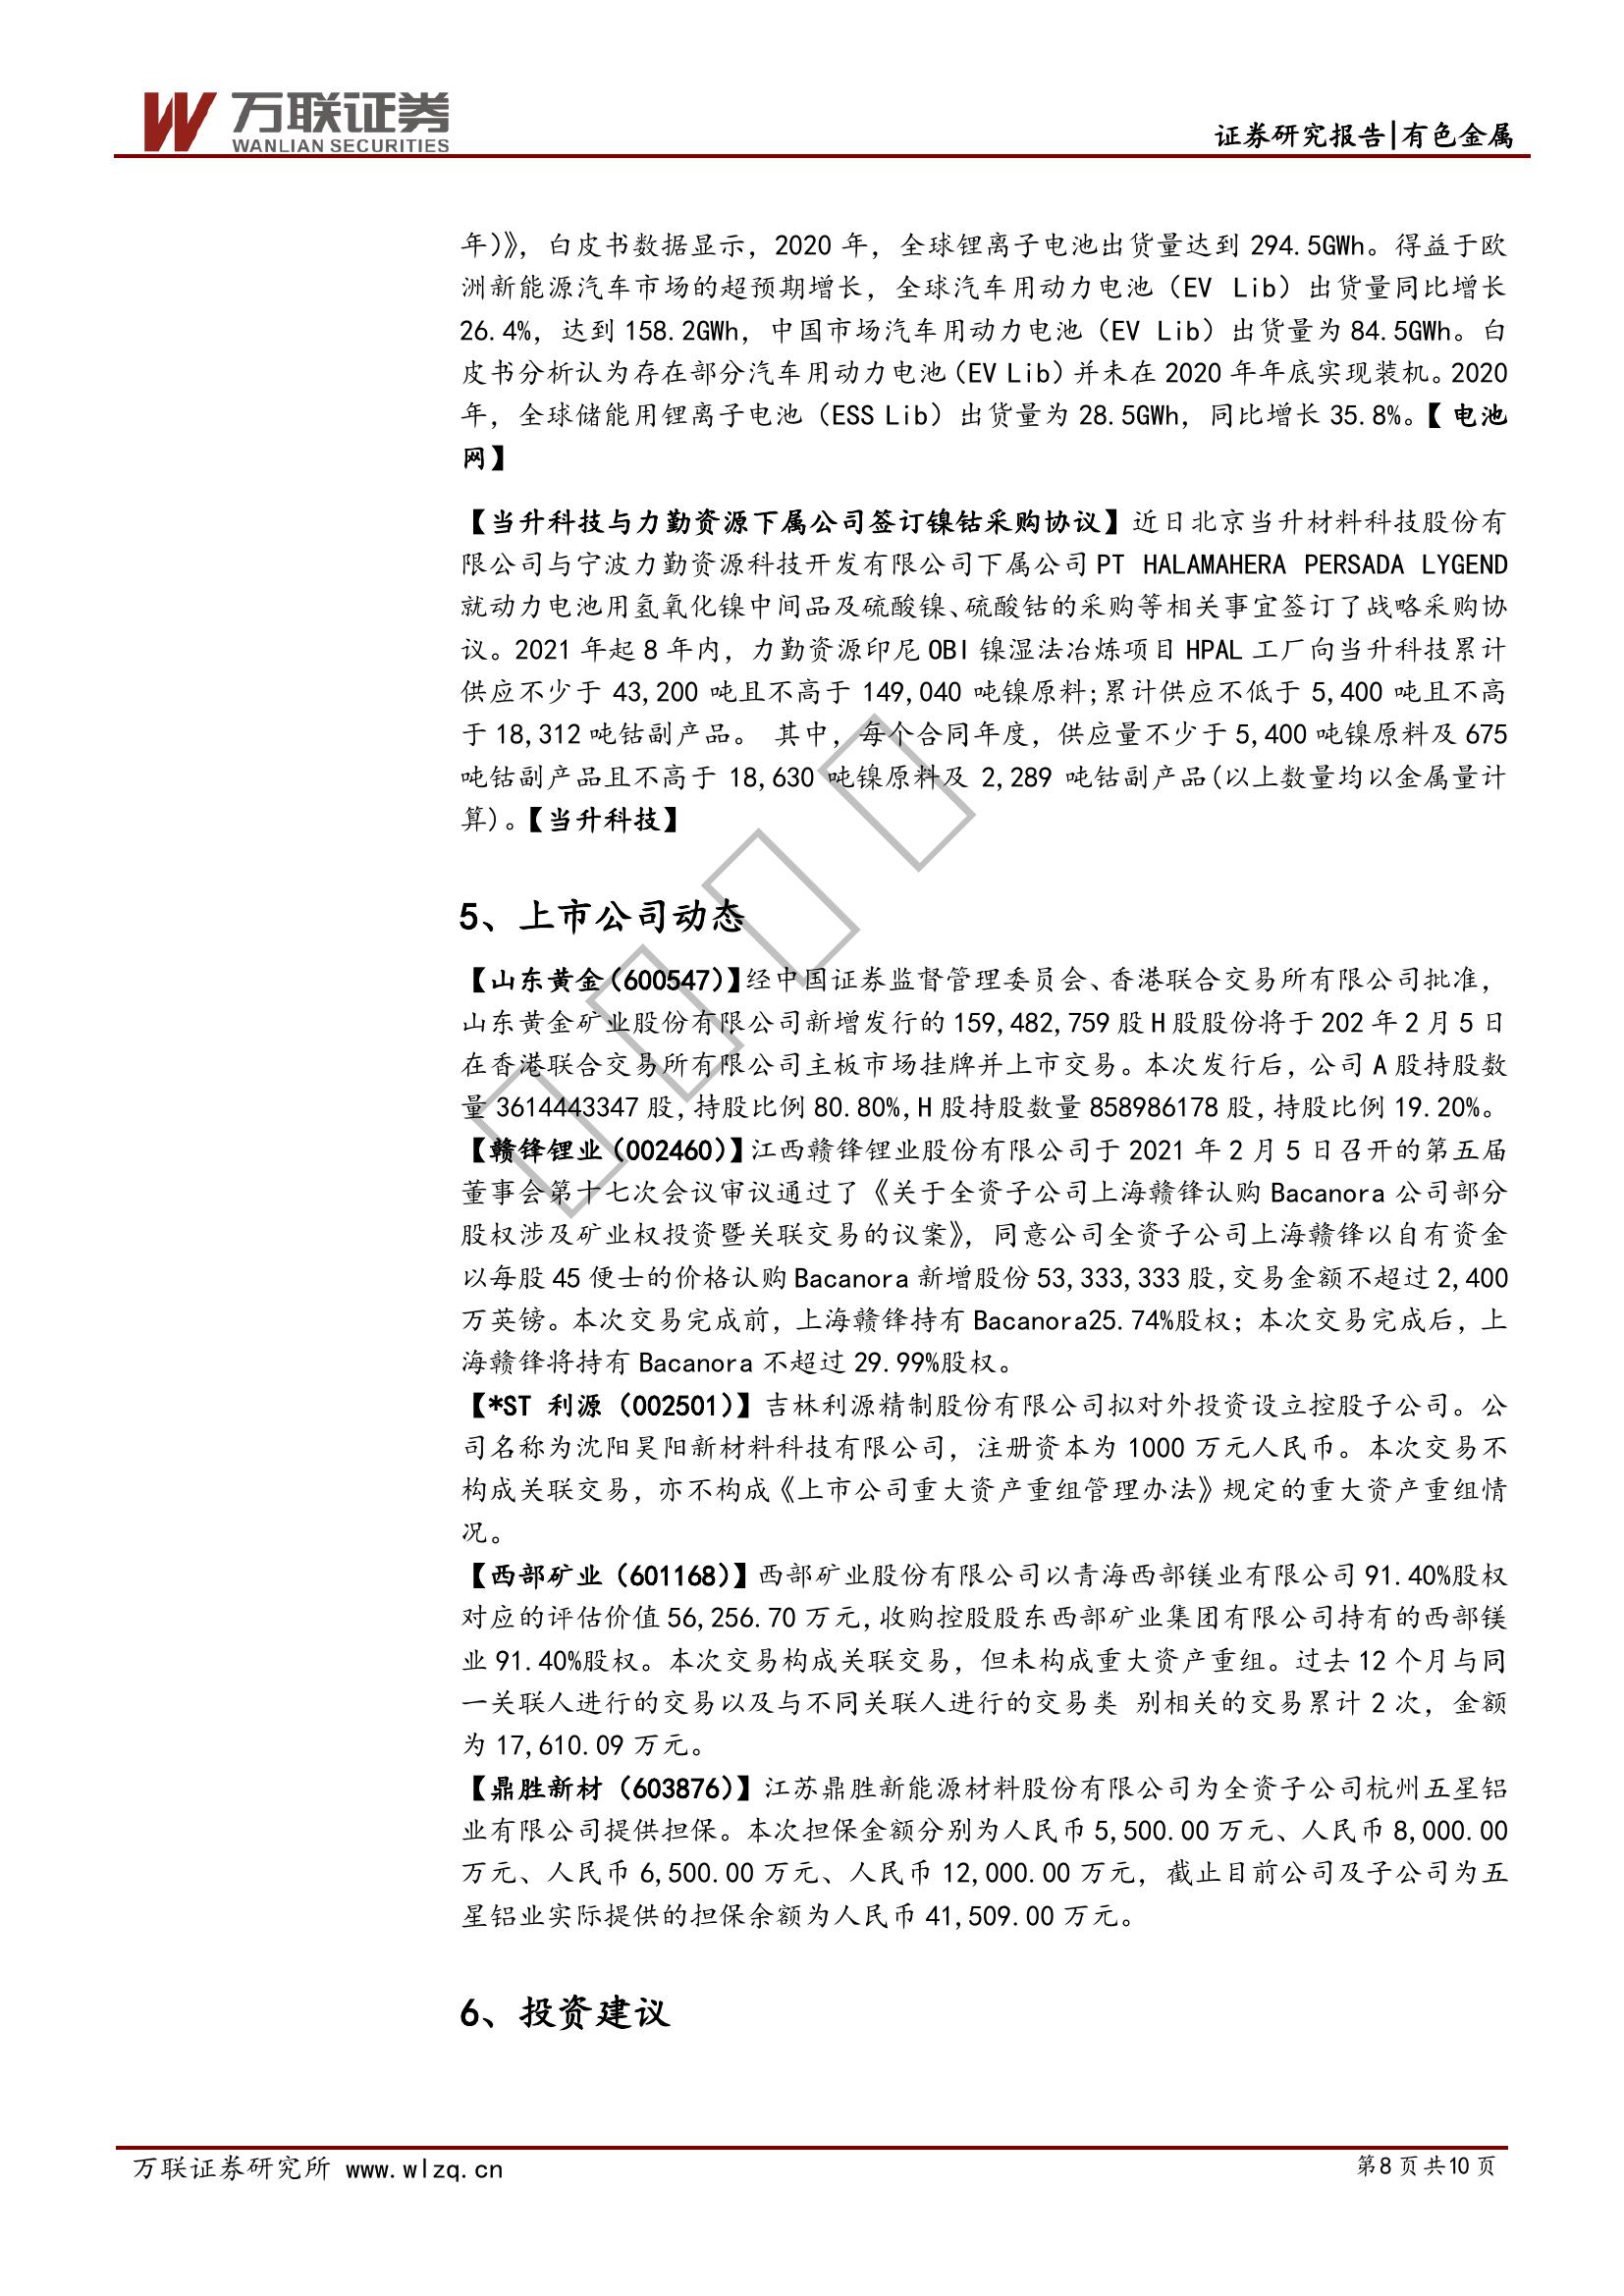 万联证券
WANLIAN SECURITIES
证券研究报告|有色金属
年)》，白皮书数据显示，2020 年，全球锂离子电池出货量达到 294.5GWh。得益于欧
洲新能源汽车市场的超预期增长，全球汽车用动力电池（EV Lib）出货量同比增长
26.4%，达到 158.2GWh，中国市场汽车用动力电池（EV Lib）出货量为 84.5GWh。白
皮书分析认为存在部分汽车用动力电池（EV Lib）并未在 2020 年年底实现装机。2020
年，全球储能用锂离子电池（ESS Lib）出货量为 28.5GWh，同比增长 35.8%。【 电池
网】
【当升科技与力勤资源下属公司签订镍钴采购协议】近日北京当升材料科技股份有
限公司与宁波力勤资源科技开发有限公司下属公司 PT HALAMAHERA PERSADA LYGEND
就动力电池用氢氧化镍中间品及硫酸镍、硫酸钴的采购等相关事宜签订了战略采购协
议。2021 年起 8 年内，力勤资源印尼 OBI 镍湿法冶炼项目 HPAL 工厂向当升科技累计
供应不少于 43,200 吨且不高于 149,040 吨镍原料;累计供应不低于 5,400 吨且不高
于 18,312 吨钴副产品。 其中，每个合同年度，供应量不少于 5,400 吨镍原料及 675
吨钴副产品且不高于 18,630 吨镍原料及 2,289 吨钴副产品(以上数量均以金属量计
算)。【当升科技】
5、上市公司动态
【山东黄金（600547）】经中国证券监督管理委员会、香港联合交易所有限公司批准，
山东黄金矿业股份有限公司新增发行的 159,482,759 股 H 股股份将于 202 年 2 月 5 日
在香港联合交易所有限公司主板市场挂牌并上市交易。本次发行后，公司 A 股持股数
量 3614443347 股,持股比例 80.80%,H 股持股数量 858986178 股,持股比例 19.20%。
【赣锋锂业（002460）】江西赣锋锂业股份有限公司于 2021 年 2 月 5 日召开的第五届
董事会第十七次会议审议通过了《关于全资子公司上海赣锋认购 Bacanora 公司部分
股权涉及矿业权投资暨关联交易的议案》，同意公司全资子公司上海赣锋以自有资金
以每股 45 便士的价格认购 Bacanora 新增股份 53,333,333 股,交易金额不超过 2,400
万英镑。本次交易完成前，上海赣锋持有 Bacanora25.74%股权；本次交易完成后，上
海赣锋将持有 Bacanora 不超过 29.99%股权。
【*ST 利源（002501）】吉林利源精制股份有限公司拟对外投资设立控股子公司。公
司名称为沈阳昊阳新材料科技有限公司，注册资本为 1000 万元人民币。本次交易不
构成关联交易，亦不构成《上市公司重大资产重组管理办法》规定的重大资产重组情
况。
【西部矿业（601168）】西部矿业股份有限公司以青海西部镁业有限公司 91.40%股权
对应的评估价值 56,256.70 万元,收购控股股东西部矿业集团有限公司持有的西部镁
业 91.40%股权。本次交易构成关联交易，但未构成重大资产重组。过去 12 个月与同
一关联人进行的交易以及与不同关联人进行的交易类 别相关的交易累计 2 次，金额
为 17,610.09 万元。
【鼎胜新材（603876）】江苏鼎胜新能源材料股份有限公司为全资子公司杭州五星铝
业有限公司提供担保。本次担保金额分别为人民币 5,500.00 万元、人民币 8,000.00
万元、人民币 6,500.00 万元、人民币 12,000.00 万元，截止目前公司及子公司为五
星铝业实际提供的担保余额为人民币 41,509.00 万元。
6、投资建议
万联证券研究所 www.wlzq.cn
第8 页共10 页